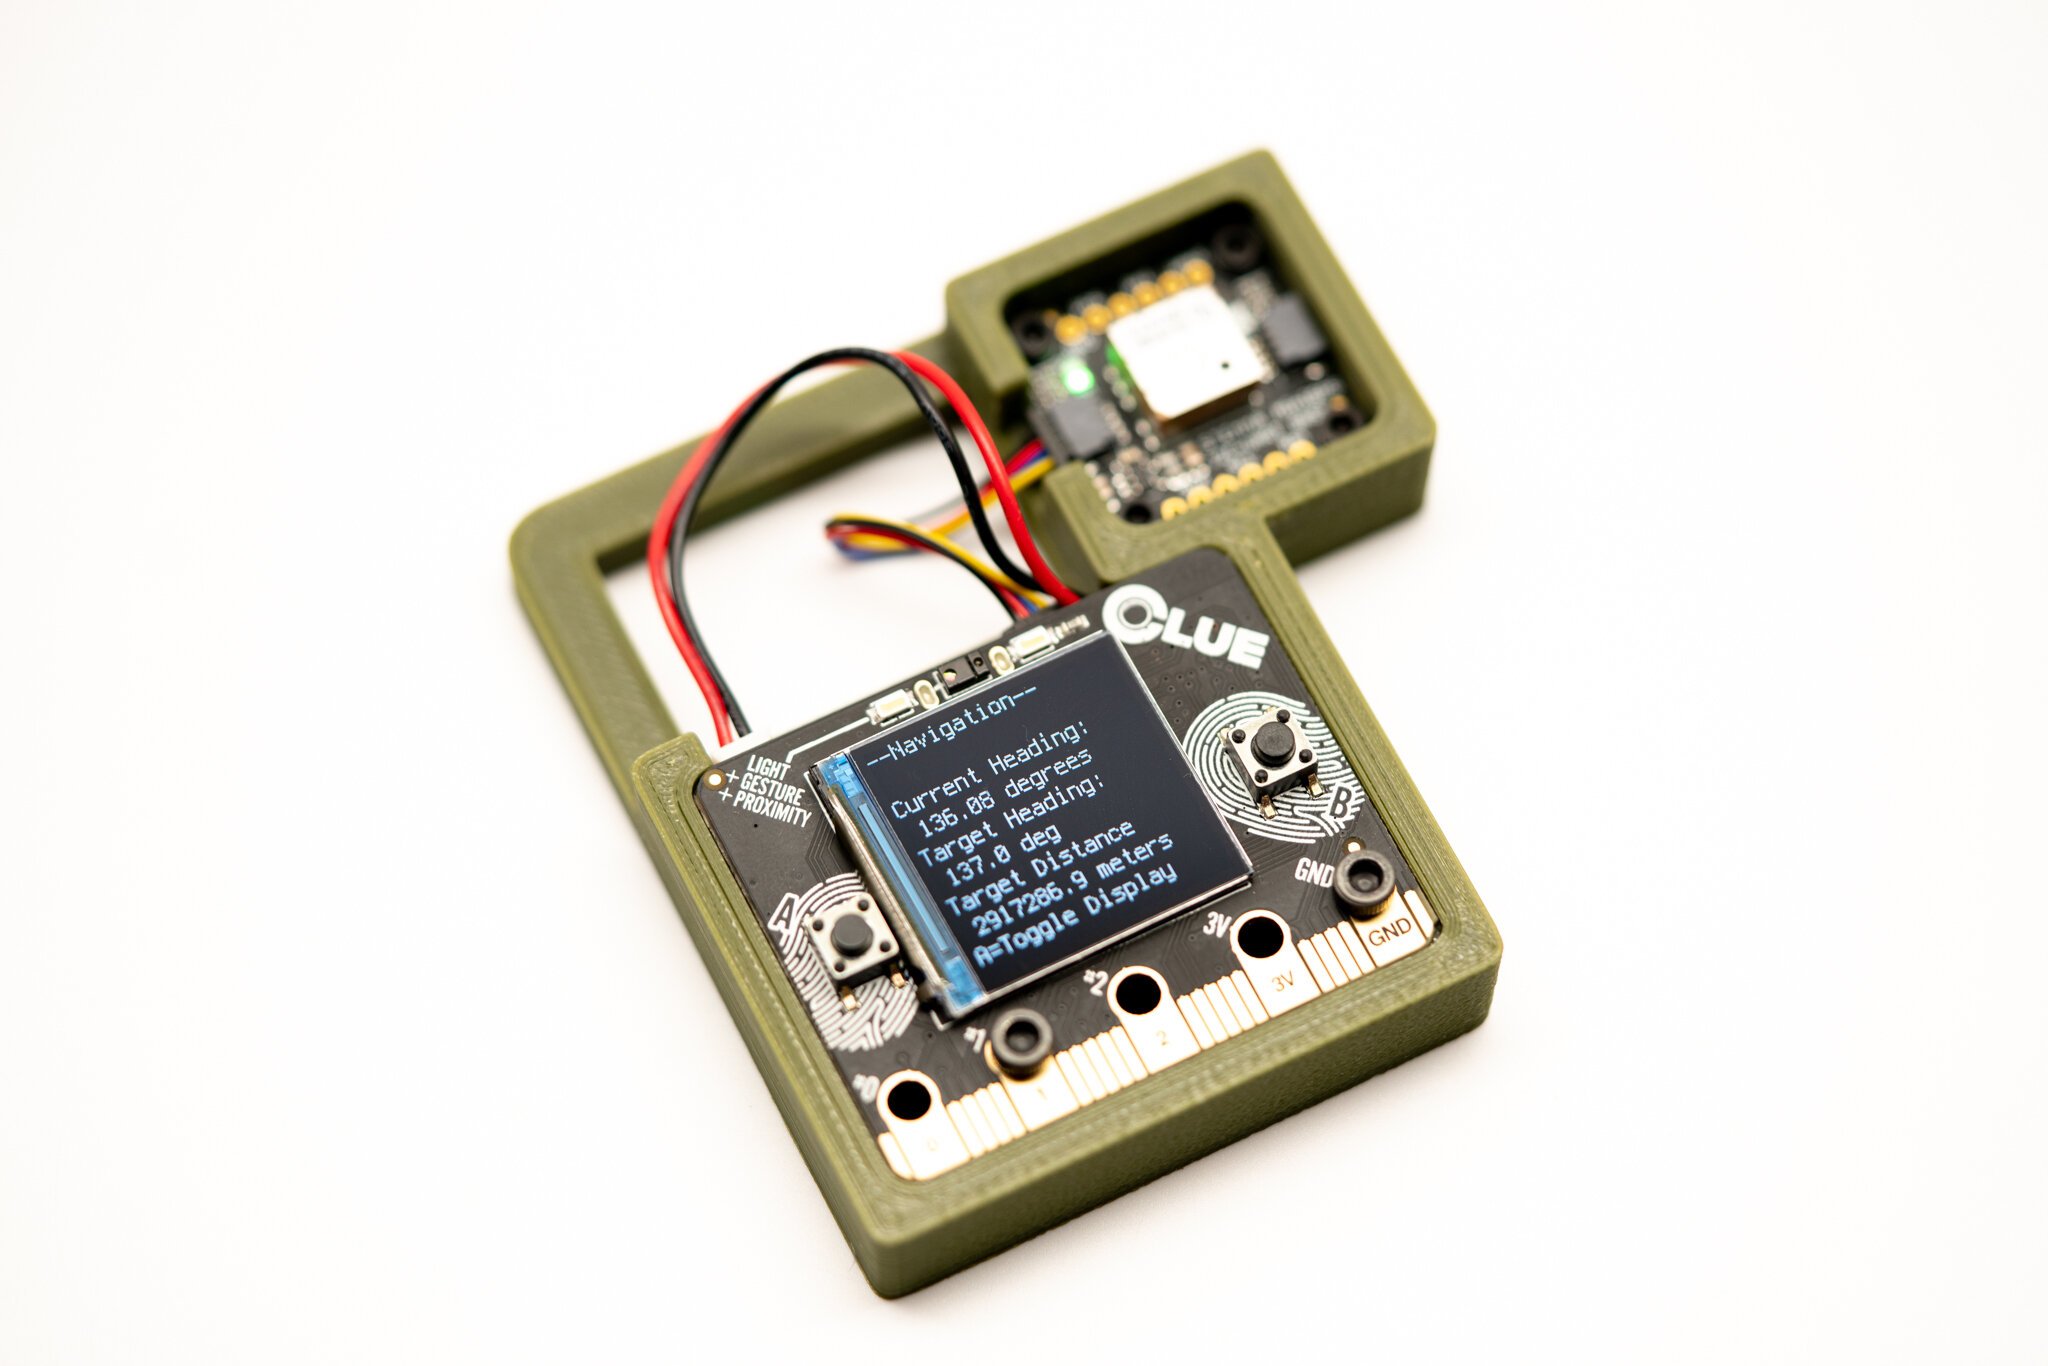 CLUE
--Navigation--
Current Heading:
136.08 degrees
Target Heading:
137.0 deg
Target Distance
2917286.9 meters
A=Toggle Display
LIGHT
+ GESTURE
+ PROXIMITY
A
B
GND
3V
#2
#1
#0
GND
3V
2
1
0